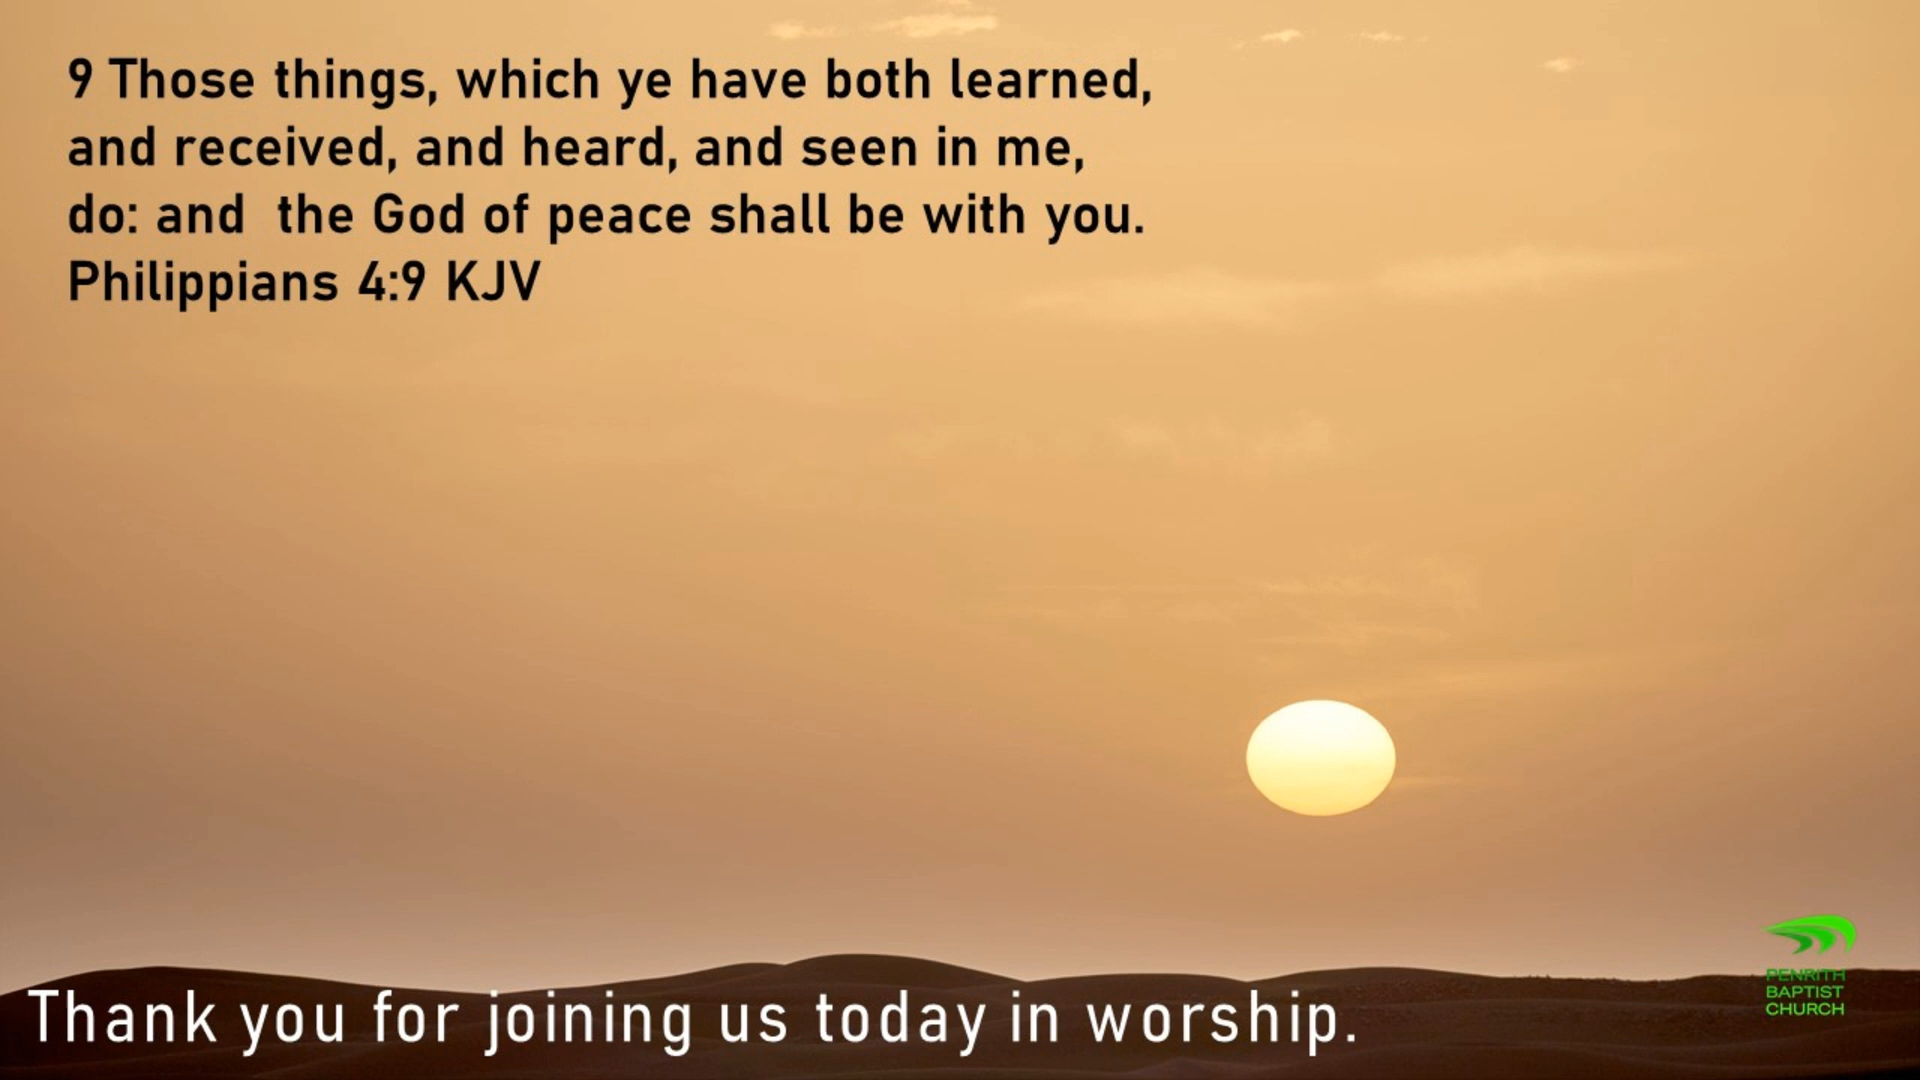 9 Those things, which ye have both learned,
and received, and heard, and seen in me,
do: and  the God of peace shall be with you.
Philippians 4:9 KJV
Thank you for joining us today in worship.
PENRITH
BAPTIST
CHURCH